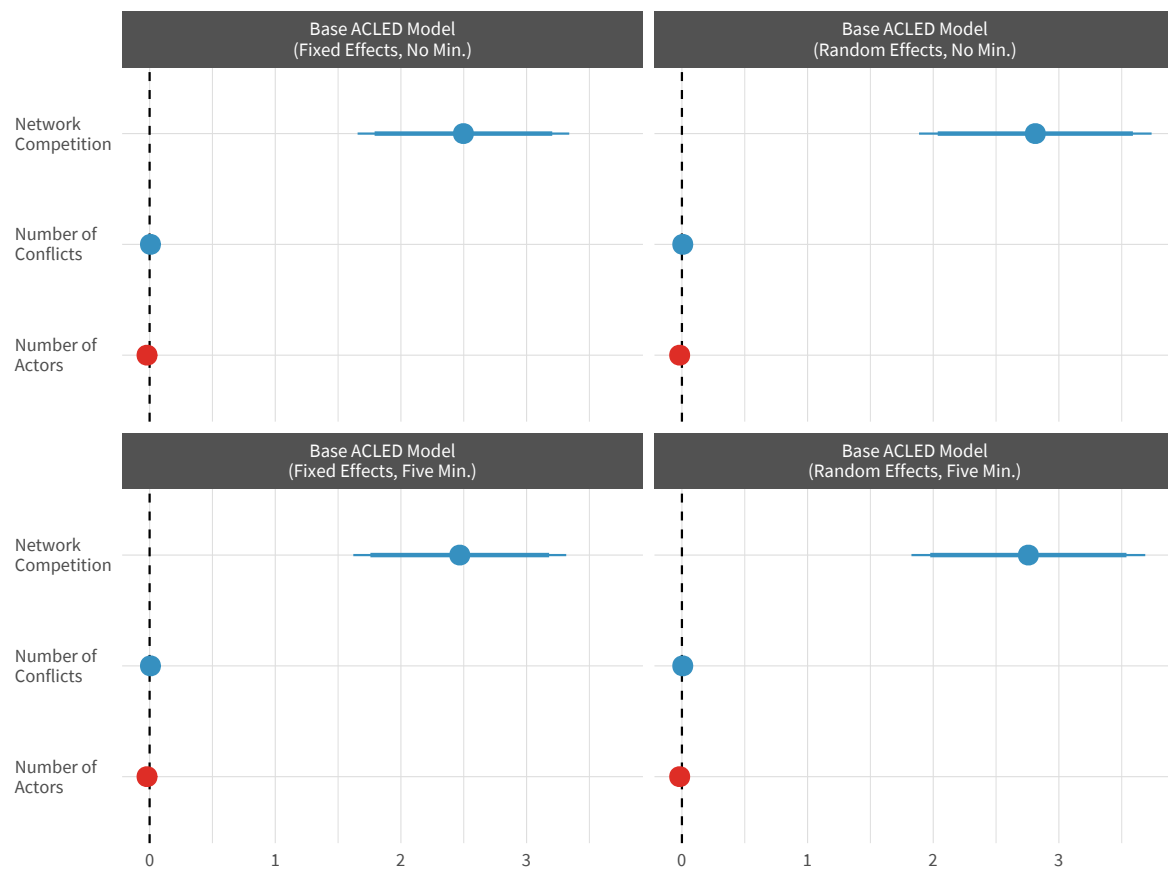 Base ACLED Model
(Fixed Effects, No Min.)
Base ACLED Model
(Random Effects, No Min.)
Network
Competition
Number of
Conflicts
Number of
Actors
Base ACLED Model
(Fixed Effects, Five Min.)
Base ACLED Model
(Random Effects, Five Min.)
Network
Competition
Number of
Conflicts
Number of
Actors
0 1 2 3
0 1 2 3